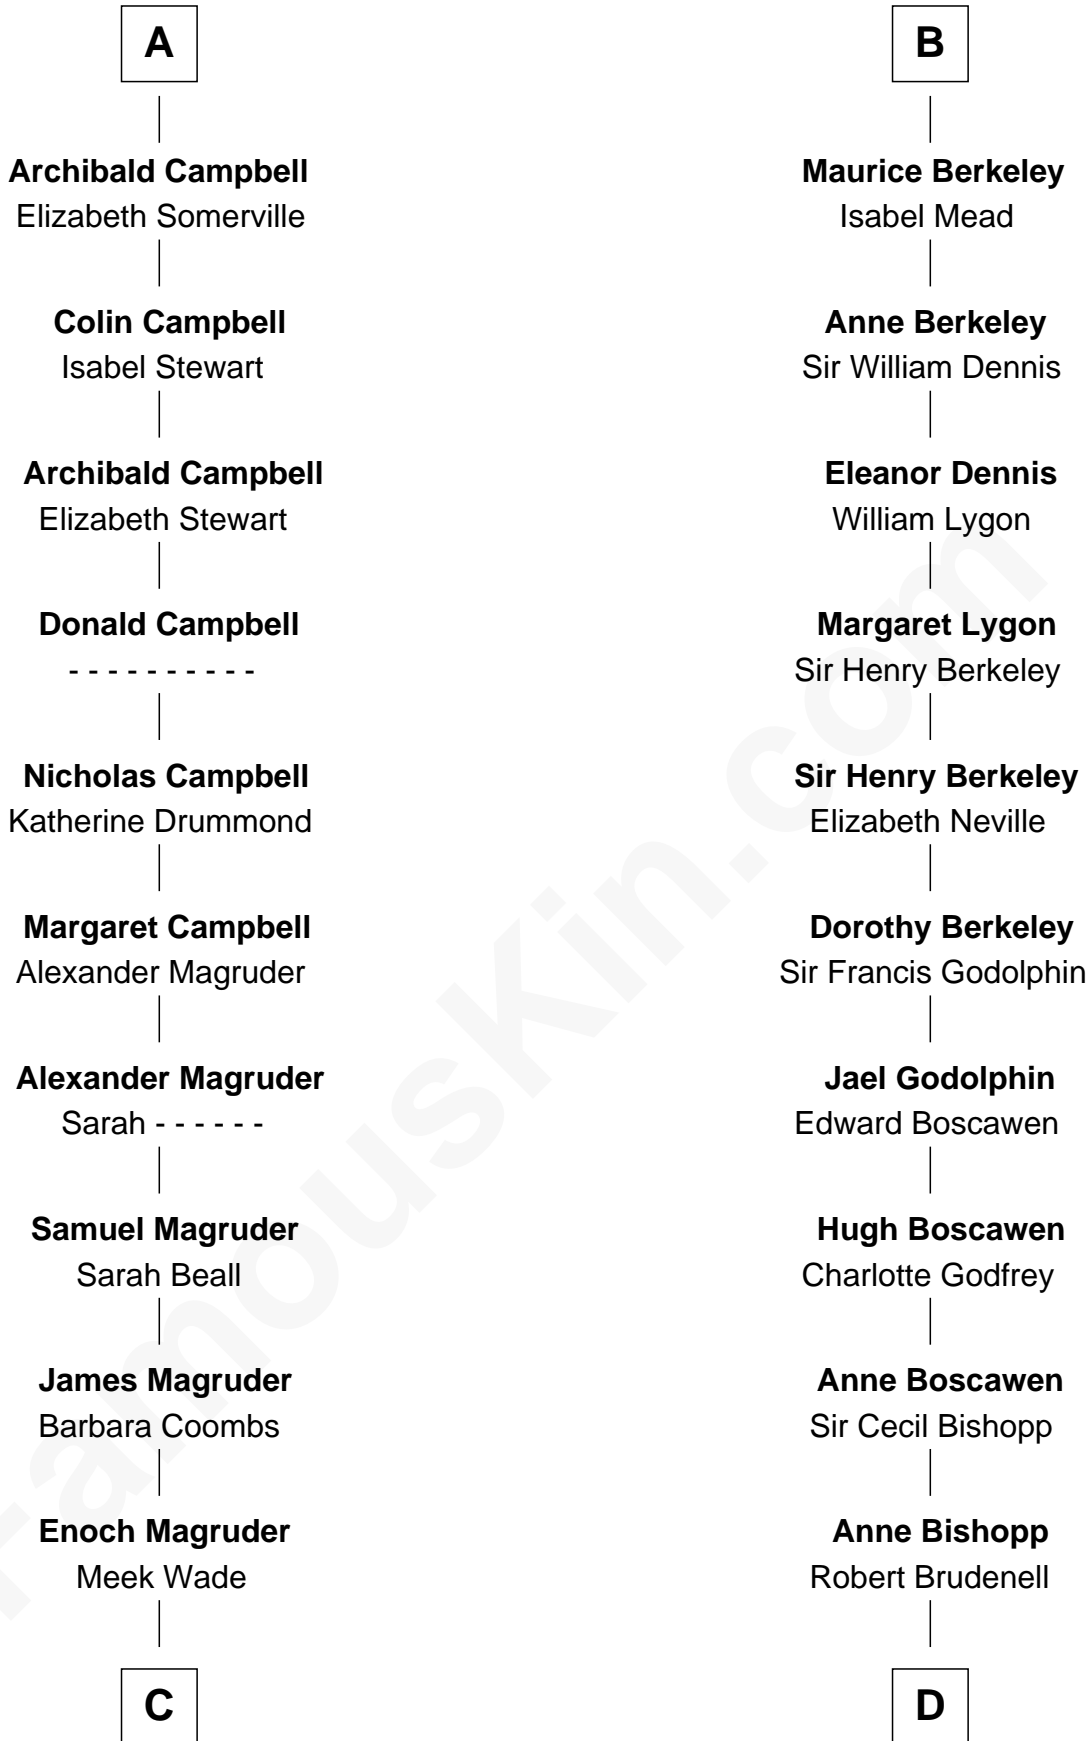 A
Archibald Campbell
Elizabeth Somerville
Colin Campbell
Isabel Stewart
Archibald Campbell
Elizabeth Stewart
Donald Campbell
- - - - - - - - - -
Nicholas Campbell
Katherine Drummond
Margaret Campbell
Alexander Magruder
Alexander Magruder
Sarah - - - - - -
Samuel Magruder
Sarah Beall
James Magruder
Barbara Coombs
Enoch Magruder
Meek Wade
C
B
Maurice Berkeley
Isabel Mead
Anne Berkeley
Sir William Dennis
Eleanor Dennis
William Lygon
Margaret Lygon
Sir Henry Berkeley
Sir Henry Berkeley
Elizabeth Neville
Dorothy Berkeley
Sir Francis Godolphin
Jael Godolphin
Edward Boscawen
Hugh Boscawen
Charlotte Godfrey
Anne Boscawen
Sir Cecil Bishopp
Anne Bishopp
Robert Brudenell
D
FamousKin.com